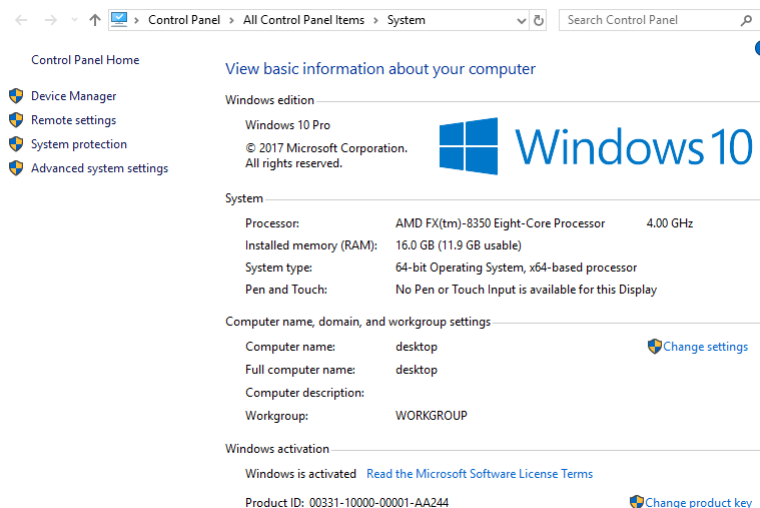 Control Panel > All Control Panel Items > System
Search Control Panel
Control Panel Home
Device Manager
Remote settings
System protection
Advanced system settings
View basic information about your computer
Windows edition
Windows 10 Pro
© 2017 Microsoft Corporation.
All rights reserved.
Windows 10
System
Processor: AMD FX(tm)-8350 Eight-Core Processor 4.00 GHz
Installed memory (RAM): 16.0 GB (11.9 GB usable)
System type: 64-bit Operating System, x64-based processor
Pen and Touch: No Pen or Touch Input is available for this Display
Computer name, domain, and workgroup settings
Computer name: desktop Change settings
Full computer name: desktop
Computer description:
Workgroup: WORKGROUP
Windows activation
Windows is activated Read the Microsoft Software License Terms
Product ID: 00331-10000-00001-AA244 Change product key